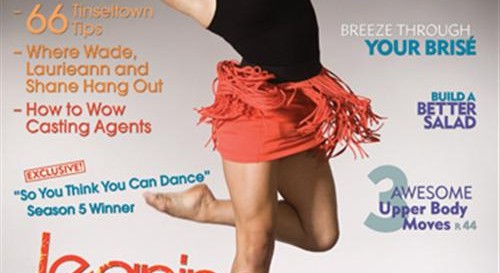 – 66 Tinseltown
Tips
– Where Wade,
Laurieann and
Shane Hang Out
– How to Wow
Casting Agents
EXCLUSIVE!
"So You Think You Can Dance"
Season 5 Winner
BREEZE THROUGH
YOUR BRISÉ
BUILD A
BETTER
SALAD
3 AWESOME
Upper Body
Moves P. 44